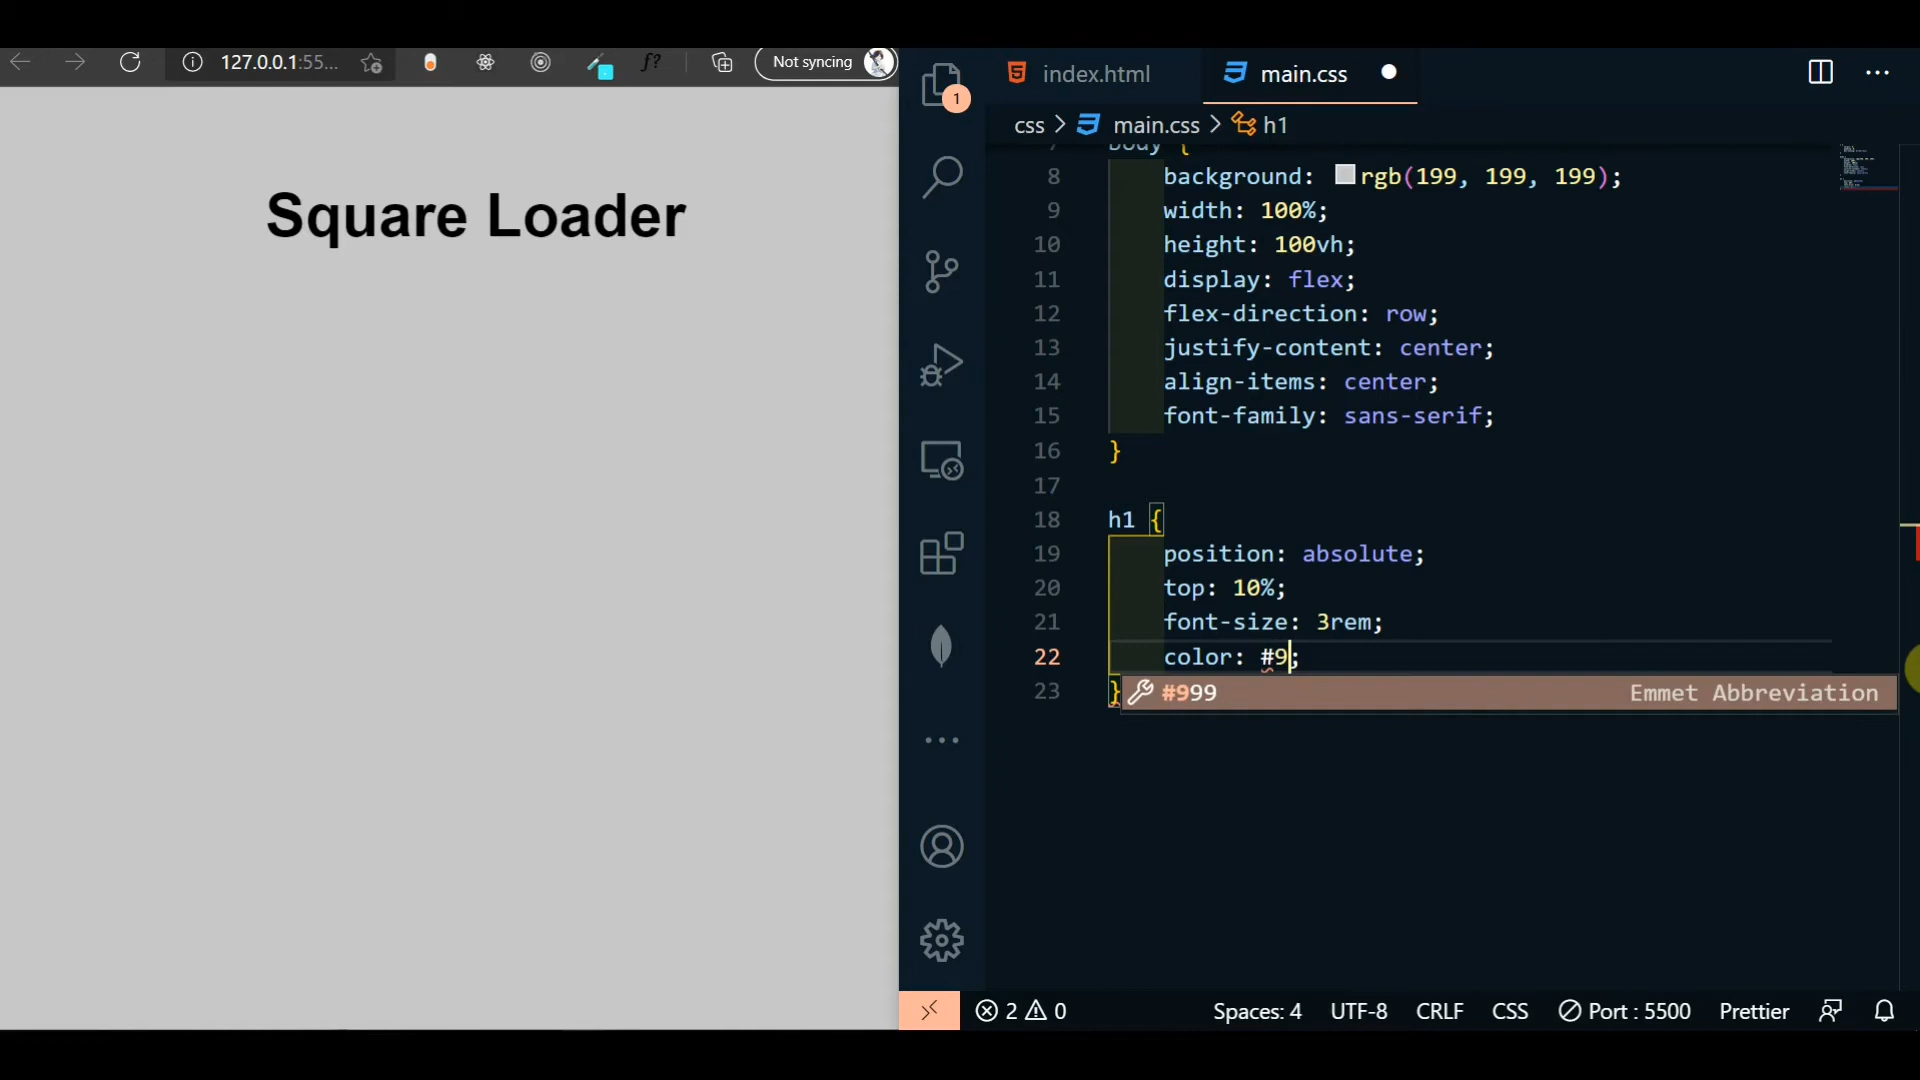 127.0.0.1:55...
f?
Not syncing
Square Loader
1
index.html
main.css
css > main.css > h1
7 body {
8 background: rgb(199, 199, 199);
9 width: 100%;
10 height: 100vh;
11 display: flex;
12 flex-direction: row;
13 justify-content: center;
14 align-items: center;
15 font-family: sans-serif;
16 }
17
18 h1 {
19 position: absolute;
20 top: 10%;
21 font-size: 3rem;
22 color: #9;
23 }
#999 Emmet Abbreviation
2 0 Spaces: 4 UTF-8 CRLF CSS Port : 5500 Prettier